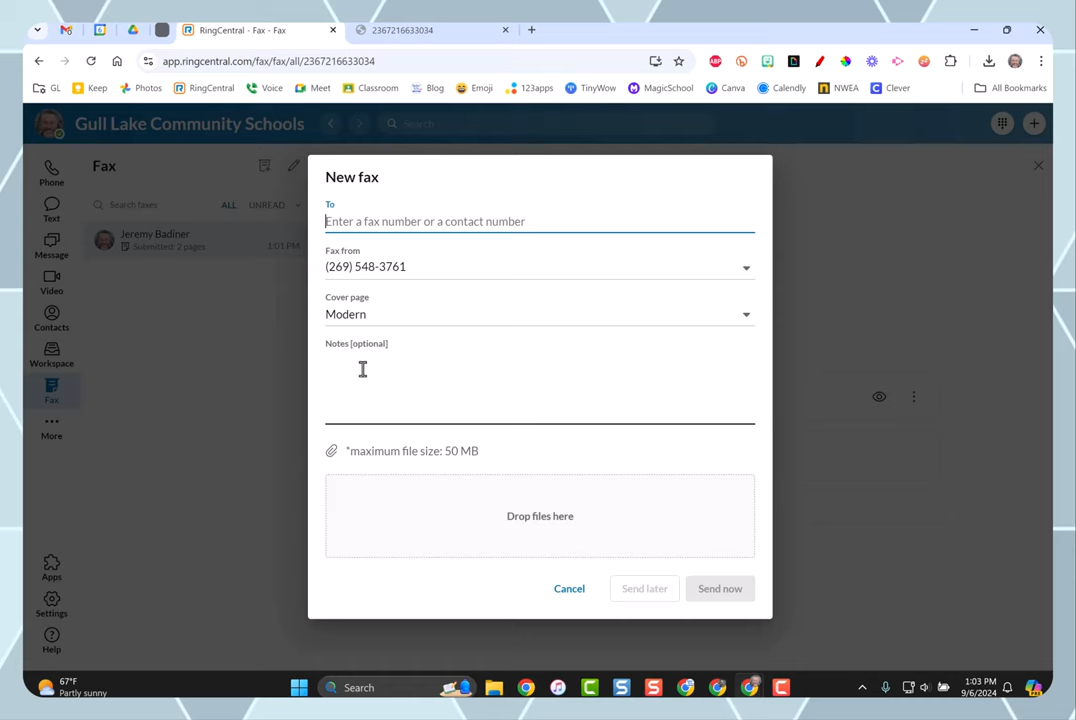 RingCentral - Fax - Fax
2367216633034
app.ringcentral.com/fax/fax/all/2367216633034
GL Keep Photos RingCentral Voice Meet Classroom Blog Emoji 123apps TinyWow MagicSchool Canva Calendly NWEA Clever All Bookmarks
Gull Lake Community Schools
Search
Phone
Text
Message
Video
Contacts
Workspace
Fax
More
Apps
Settings
Help
Fax
Search faxes ALL UNREAD
Jeremy Badiner
Submitted: 2 pages 1:01 PM
New fax
To
Enter a fax number or a contact number
Fax from
(269) 548-3761
Cover page
Modern
Notes [optional]
*maximum file size: 50 MB
Drop files here
Cancel Send later Send now
67°F
Partly sunny
Search
1:03 PM
9/6/2024